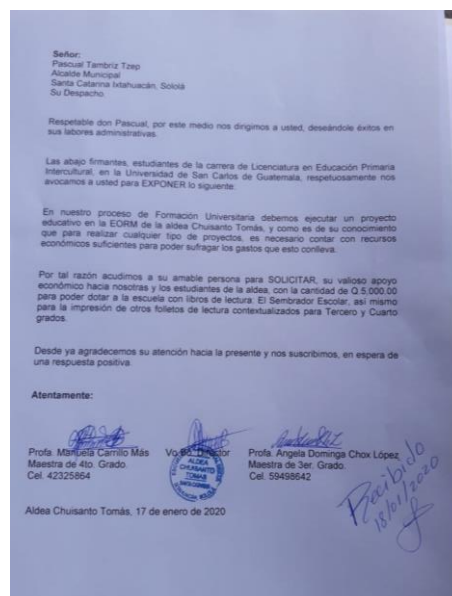 Señor:
Pascual Tambriz Tzep
Alcalde Municipal
Santa Catarina Ixtahuacán, Sololá
Su Despacho.
Respetable don Pascual, por este medio nos dirigimos a usted, deseándole éxitos en
sus labores administrativas.
Las abajo firmantes, estudiantes de la carrera de Licenciatura en Educación Primaria
Intercultural, en la Universidad de San Carlos de Guatemala, respetuosamente nos
avocamos a usted para EXPONER lo siguiente:
En nuestro proceso de Formación Universitaria debemos ejecutar un proyecto
educativo en la EORM de la aldea Chuisanto Tomás, y como es de su conocimiento
que para realizar cualquier tipo de proyectos, es necesario contar con recursos
económicos suficientes para poder sufragar los gastos que esto conlleva.
Por tal razón acudimos a su amable persona para SOLICITAR, su valioso apoyo
económico hacia nosotras y los estudiantes de la aldea, con la cantidad de Q 5,000.00
para poder dotar a la escuela con libros de lectura. El Sembrador Escolar, así mismo
para la impresión de otros folletos de lectura contextualizados para Tercero y Cuarto
grados.
Desde ya agradecemos su atención hacia la presente y nos suscribimos, en espera de
una respuesta positiva.
Atentamente:
Profa. Manuela Carrillo Más Vo.Bo. Director Profa. Angela Dominga Chox López
Maestra de 4to. Grado. Maestra de 3er. Grado.
Cel. 42325864 Cel. 59498642
ALDEA
CHUISANTO
TOMAS
Aldea Chuisanto Tomás, 17 de enero de 2020
Recibido
18/01/2020